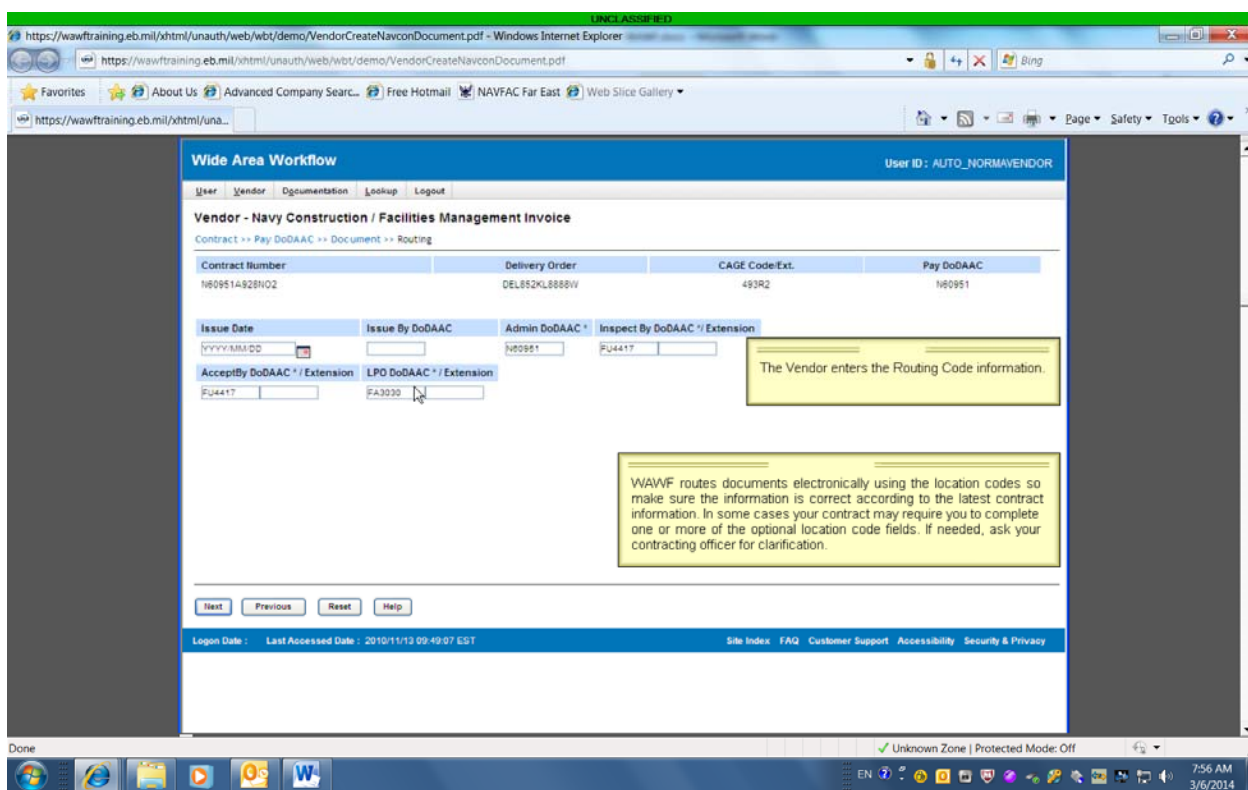 UNCLASSIFIED
https://wawftraining.eb.mil/xhtml/unauth/web/wbt/demo/VendorCreateNavconDocument.pdf - Windows Internet Explorer
https://wawftraining.eb.mil/xhtml/unauth/web/wbt/demo/VendorCreateNavconDocument.pdf
Bing
Favorites About Us Advanced Company Searc... Free Hotmail NAVFAC Far East Web Slice Gallery
https://wawftraining.eb.mil/xhtml/una...
Page Safety Tools
Wide Area Workflow
User ID : AUTO_NORMAVENDOR
User Vendor Documentation Lookup Logout
Vendor - Navy Construction / Facilities Management Invoice
Contract >> Pay DoDAAC >> Document >> Routing
Contract Number Delivery Order CAGE Code/Ext. Pay DoDAAC
N60951A928NO2 DEL852KL8888W 493R2 N60951
Issue Date Issue By DoDAAC Admin DoDAAC * Inspect By DoDAAC */ Extension
YYYY/MM/DD N60951 FU4417
AcceptBy DoDAAC * / Extension LPO DoDAAC * / Extension
FU4417 FA3030
The Vendor enters the Routing Code information.
WAWF routes documents electronically using the location codes so
make sure the information is correct according to the latest contract
information. In some cases your contract may require you to complete
one or more of the optional location code fields. If needed, ask your
contracting officer for clarification.
Next Previous Reset Help
Logon Date : Last Accessed Date : 2010/11/13 09:49:07 EST
Site Index FAQ Customer Support Accessibility Security & Privacy
Done
Unknown Zone | Protected Mode: Off
EN
7:56 AM
3/6/2014